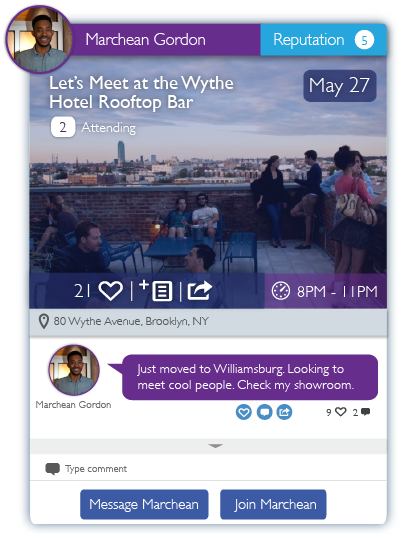 Marchean Gordon
Reputation 5
Let's Meet at the Wythe
Hotel Rooftop Bar
May 27
2 Attending
21
8PM - 11PM
80 Wythe Avenue, Brooklyn, NY
Just moved to Williamsburg. Looking to
meet cool people. Check my showroom.
Marchean Gordon
9 2
Type comment
Message Marchean
Join Marchean